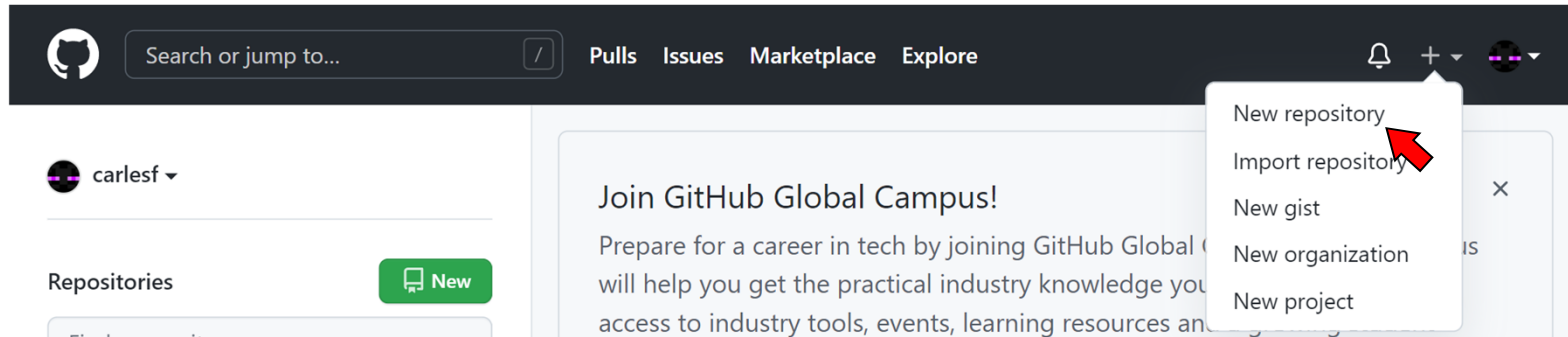 Search or jump to... /
Pulls Issues Marketplace Explore
New repository
Import repository
New gist
New organization
New project
carlesf
Repositories
New
Join GitHub Global Campus!
Prepare for a career in tech by joining GitHub Global
will help you get the practical industry knowledge you
access to industry tools, events, learning resources